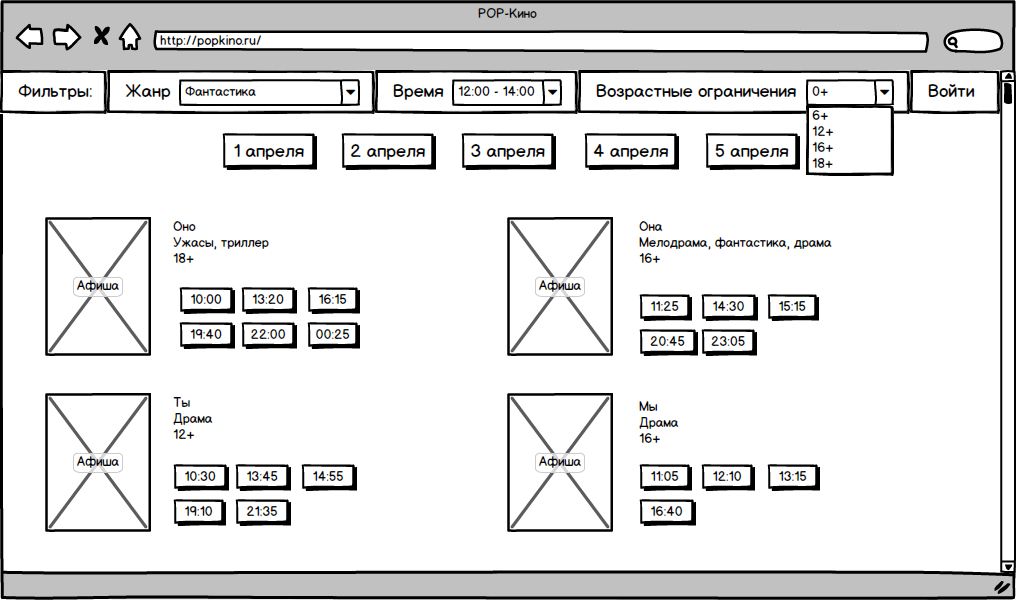 POP-Кино
http://popkino.ru/
Фильтры: Жанр Фантастика Время 12:00 - 14:00 Возрастные ограничения 0+ Войти
6+
12+
16+
18+
1 апреля 2 апреля 3 апреля 4 апреля 5 апреля
Афиша
Оно
Ужасы, триллер
18+
10:00 13:20 16:15
19:40 22:00 00:25
Афиша
Она
Мелодрама, фантастика, драма
16+
11:25 14:30 15:15
20:45 23:05
Афиша
Ты
Драма
12+
10:30 13:45 14:55
19:10 21:35
Афиша
Мы
Драма
16+
11:05 12:10 13:15
16:40